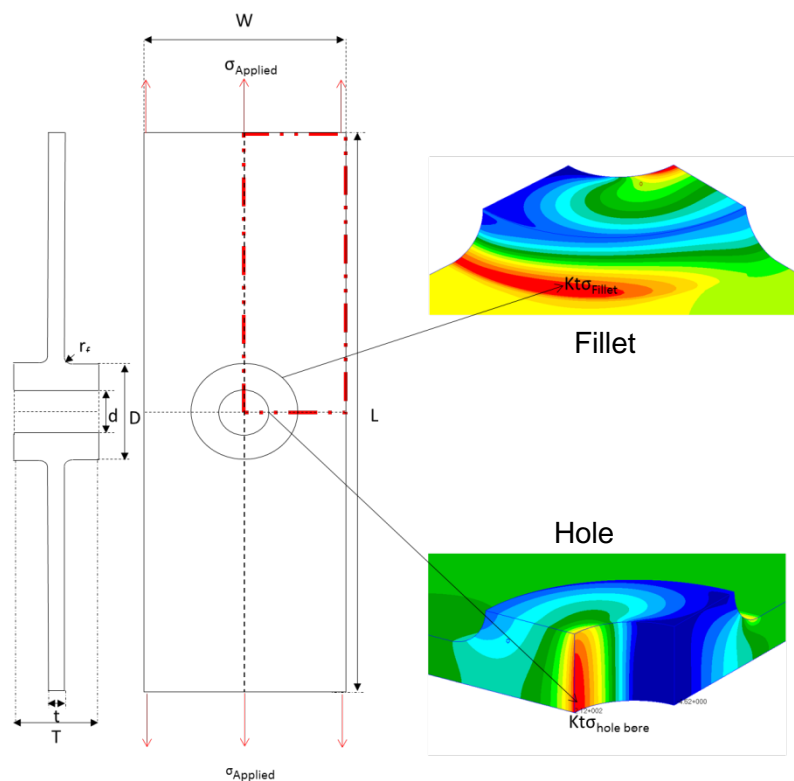 W
σApplied
rf
d
D
L
t
T
σApplied
KtσFillet
Fillet
Hole
Ktσhole bore